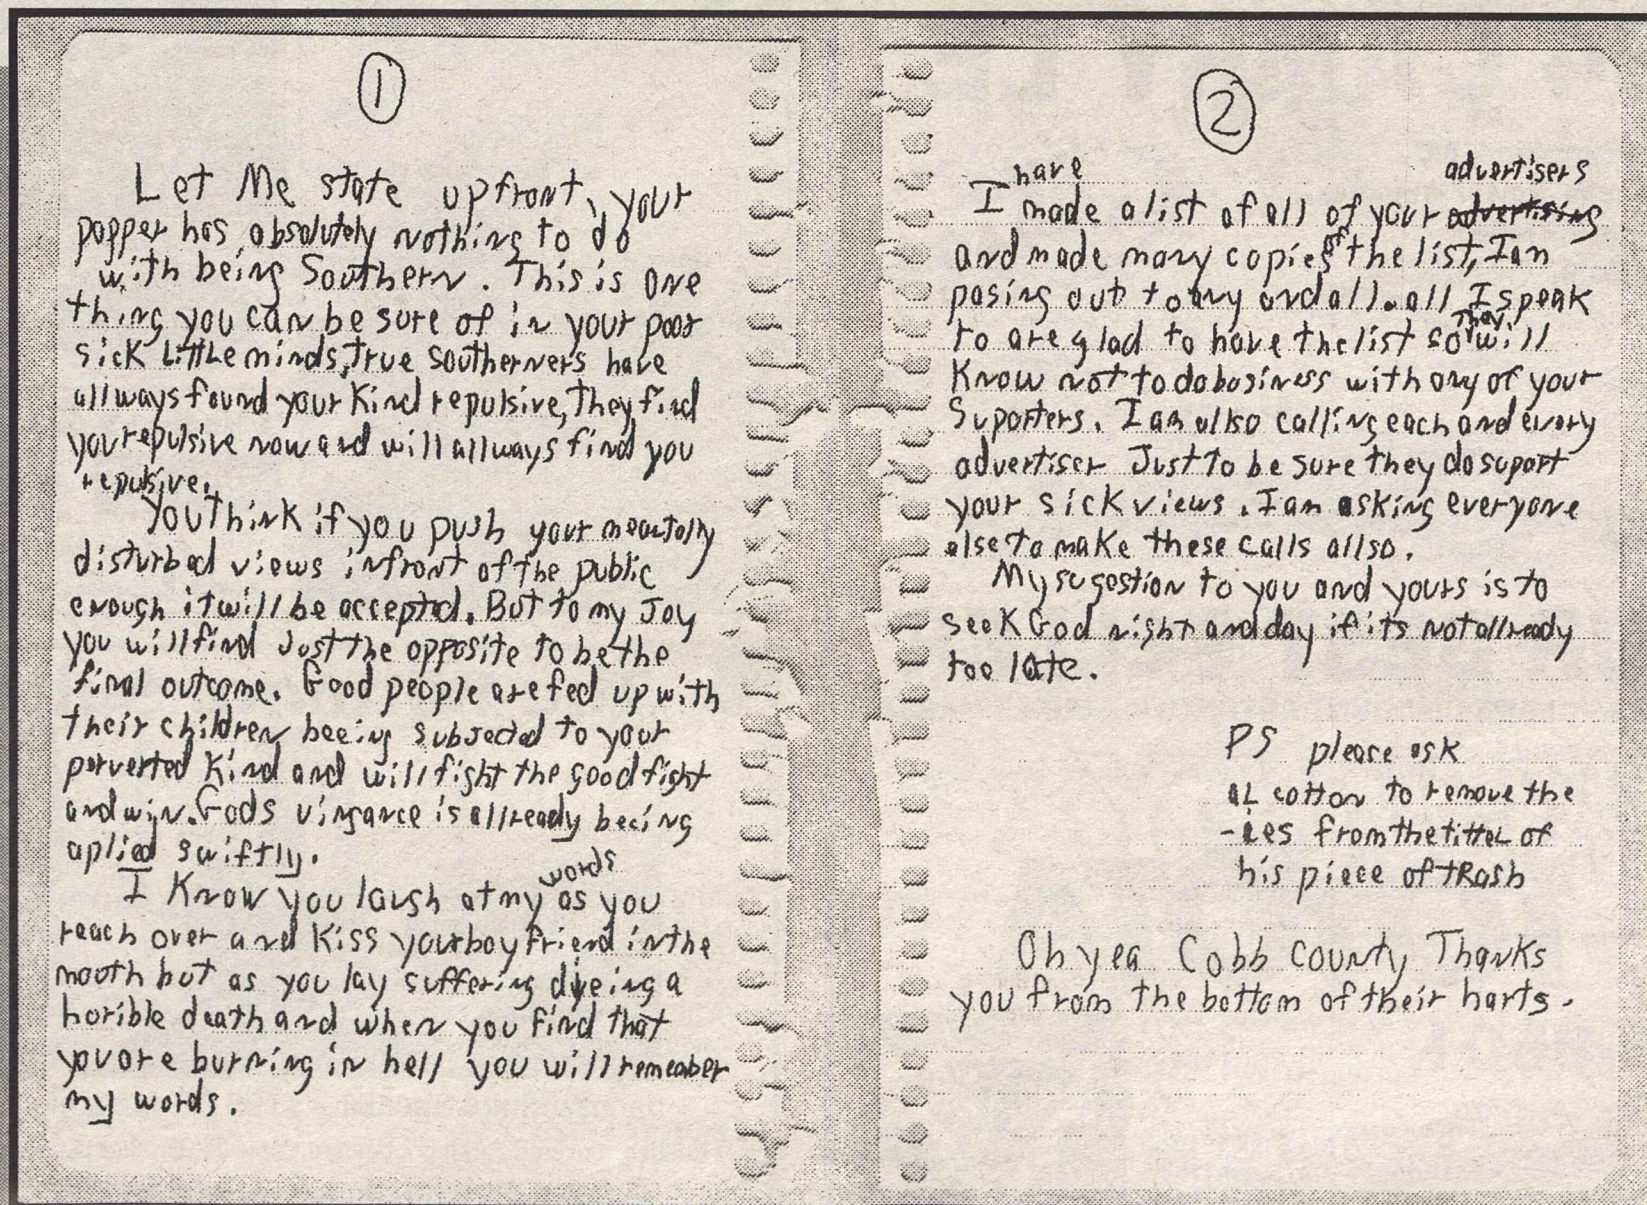 1
Let Me state upfront, your
papper has absolutely nothing to do
with being Southern. This is one
thing you can be sure of in your poor
sick little minds, true southerners have
allways found your kind repulsive, they find
you repulsive now and will allways find you
repulsive.
You think if you push your meantally
disturbed views infront of the public
enough it will be accepted. But to my Joy
you will find Just the opposite to be the
final outcome. Good people are fed up with
their children beeing subjected to your
perverted kind and will fight the good fight
and win. Gods vingance is allready beeing
aplied swiftly.
I know you laugh at my words as you
reach over and kiss your boyfriend in the
mouth but as you lay suffering dyeing a
horible death and when you find that
you are burning in hell you will remember
my words.
2
I have made a list of all of your advertising advertisers
and made many copies of the list, I am
pasing out to any and all. all I speak
to are glad to have the list so they will
know not to do business with any of your
Suporters. I am allso calling each and every
advertiser Just to be sure they do suport
your sick views. I am asking everyone
else to make these calls allso.
My sugestion to you and yours is to
seek God night and day if its not allready
too late.
PS please ask
AL cotton to remove the
-ies from the tittel of
his piece of tRash
Oh yea Cobb County Thanks
you from the bottom of their harts.